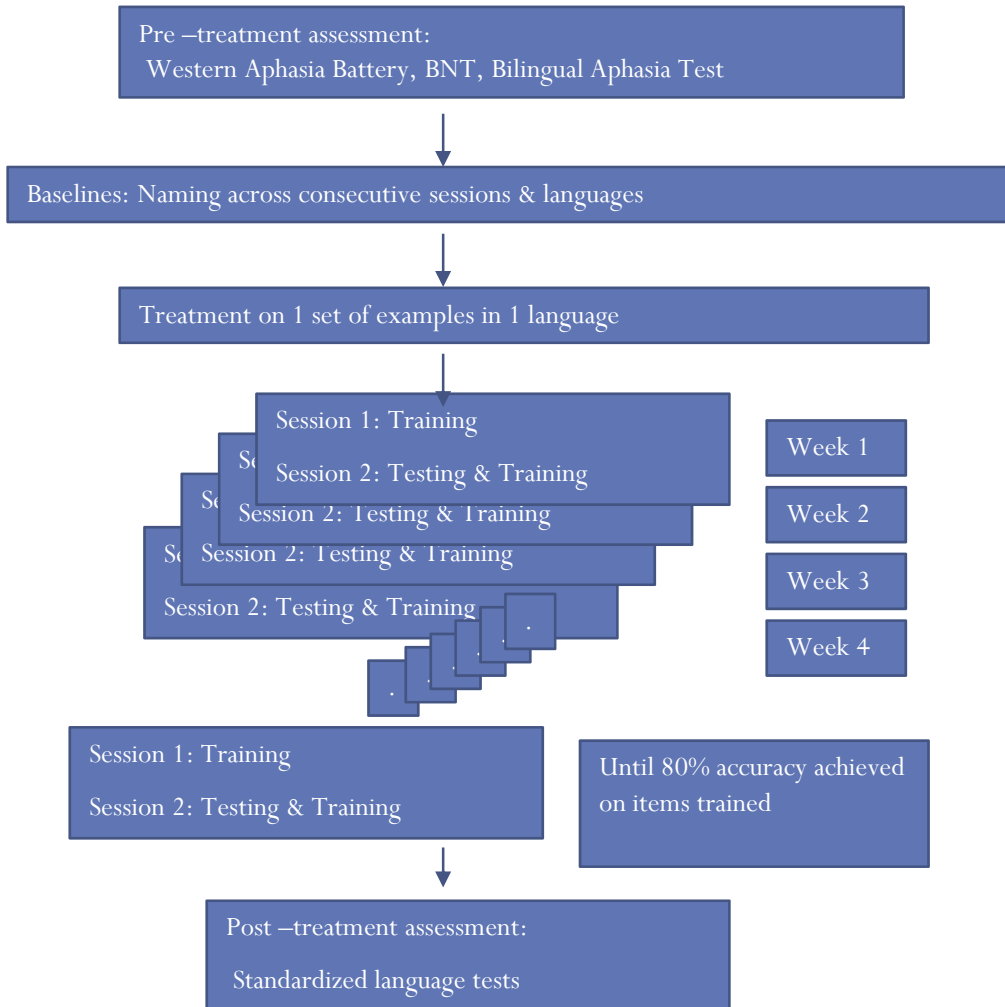 Pre –treatment assessment:
Western Aphasia Battery, BNT, Bilingual Aphasia Test
Baselines: Naming across consecutive sessions & languages
Treatment on 1 set of examples in 1 language
Session 1: Training
Session 2: Testing & Training
Week 1
Se
Session 2: Testing & Training
Week 2
Se
Session 2: Testing & Training
Week 3
Se
Session 2: Testing & Training
Week 4
.
.
.
.
.
.
Session 1: Training
Session 2: Testing & Training
Until 80% accuracy achieved
on items trained
Post –treatment assessment:
Standardized language tests